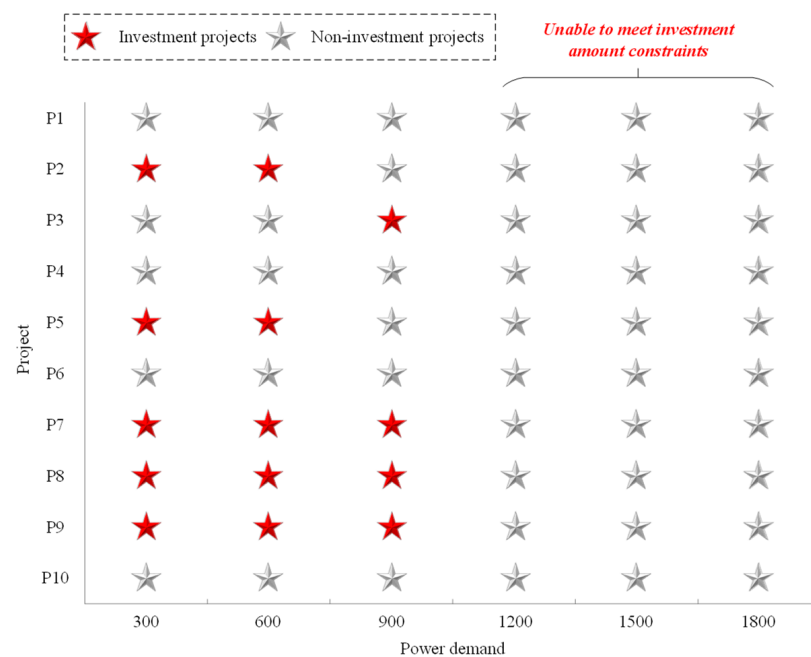 Investment projects
Non-investment projects
Unable to meet investment
amount constraints
P1
P2
P3
P4
P5
P6
P7
P8
P9
P10
Project
300 600 900 1200 1500 1800
Power demand